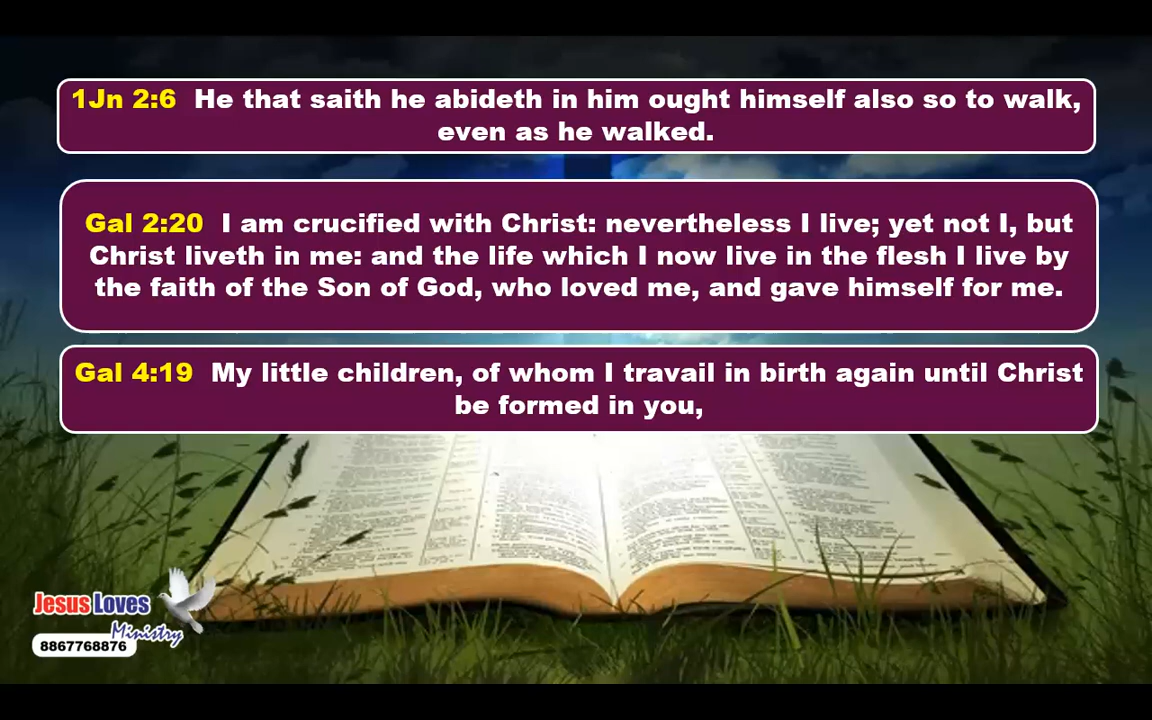 1Jn 2:6 He that saith he abideth in him ought himself also so to walk,
even as he walked.
Gal 2:20 I am crucified with Christ: nevertheless I live; yet not I, but
Christ liveth in me: and the life which I now live in the flesh I live by
the faith of the Son of God, who loved me, and gave himself for me.
Gal 4:19 My little children, of whom I travail in birth again until Christ
be formed in you,
Jesus Loves
Ministry
8867768876